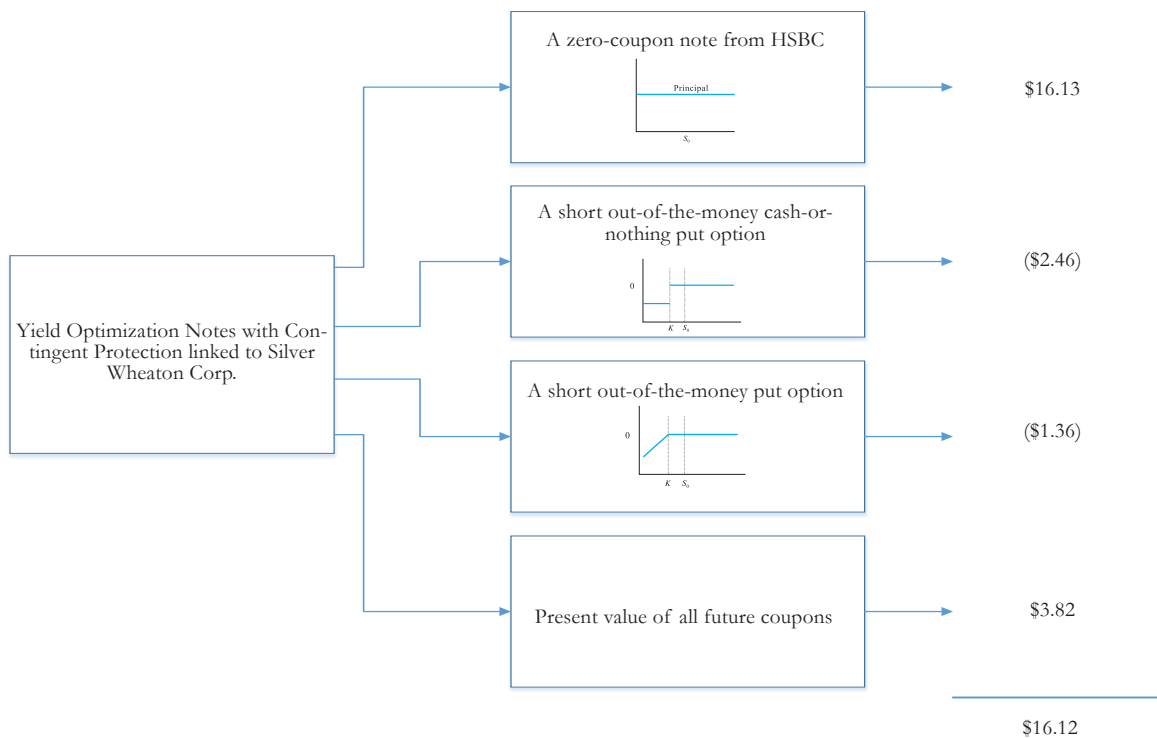 A zero-coupon note from HSBC
Principal
S₀
$16.13
A short out-of-the-money cash-or-
nothing put option
0
K S₀
($2.46)
Yield Optimization Notes with Con-
tingent Protection linked to Silver
Wheaton Corp.
A short out-of-the-money put option
0
K S₀
($1.36)
Present value of all future coupons
$3.82
$16.12